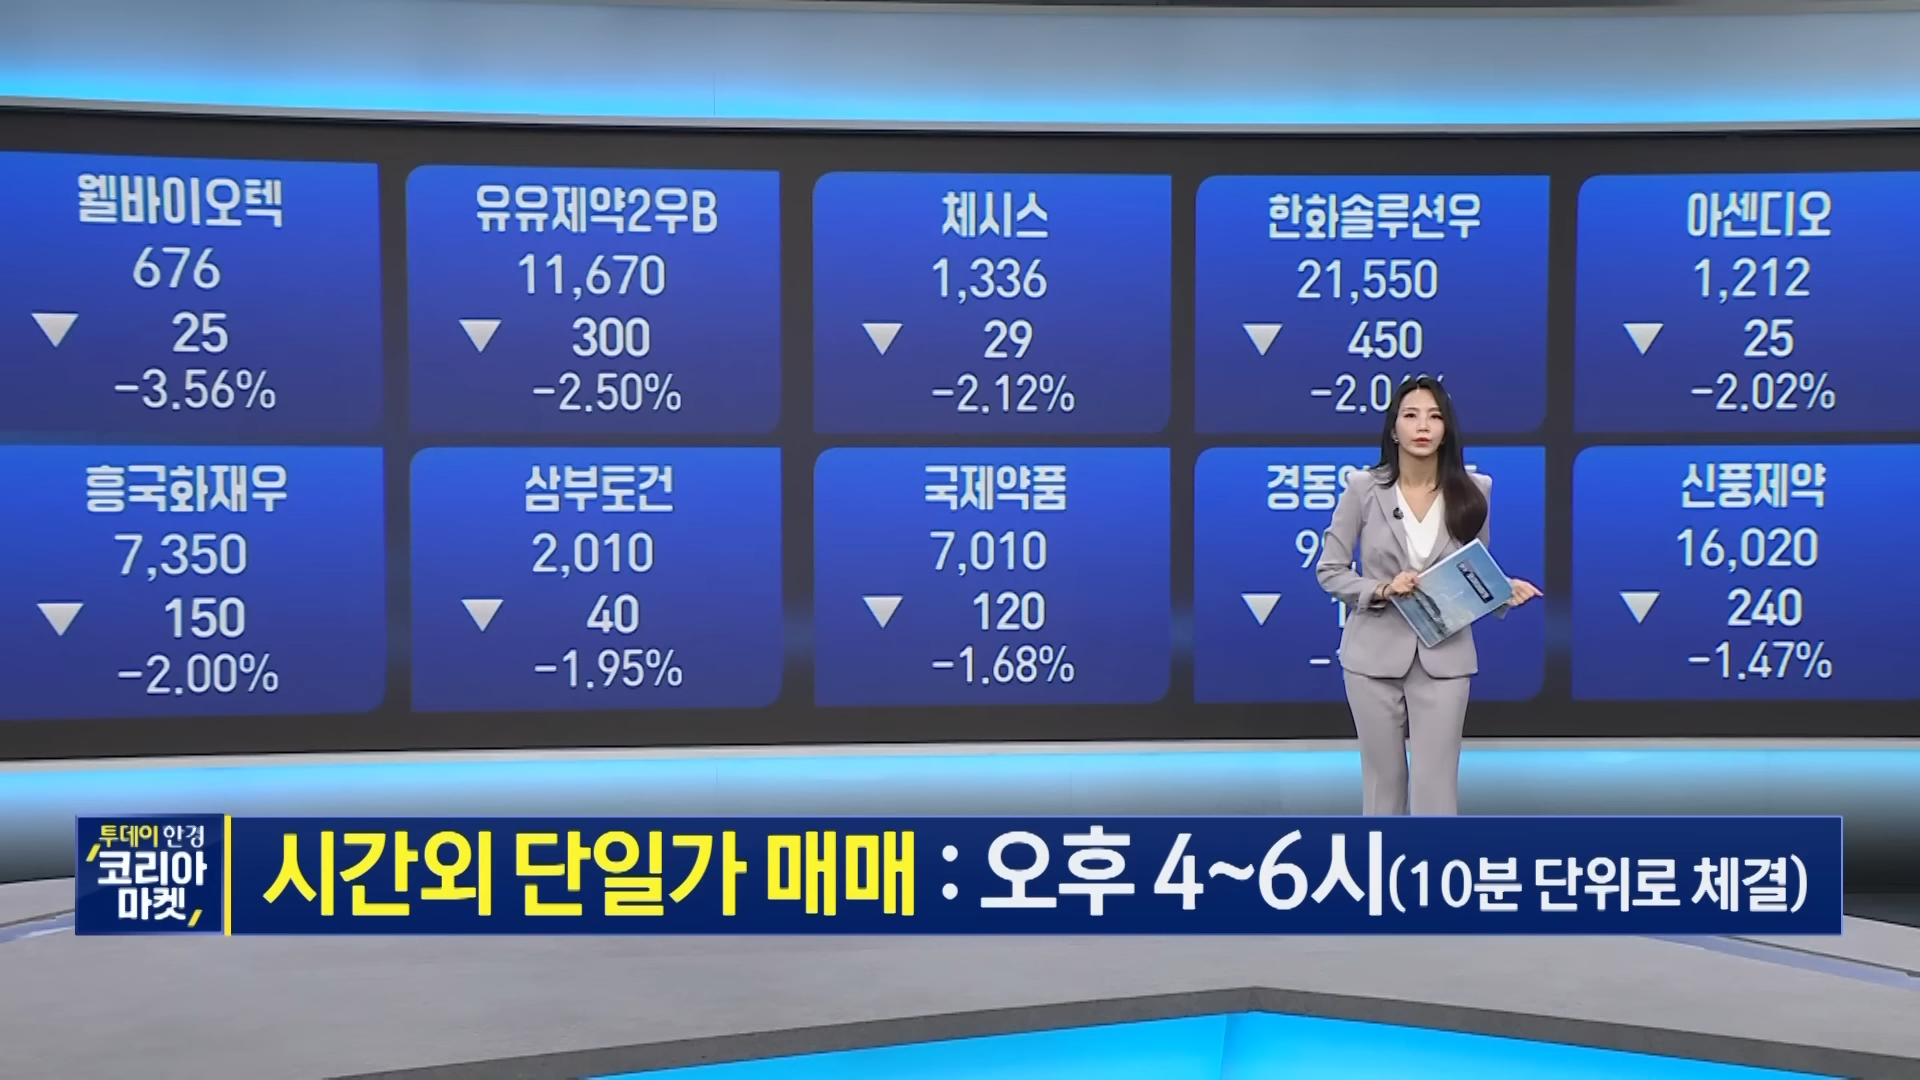 웰바이오텍
676
▼ 25
-3.56%
유유제약2우B
11,670
▼ 300
-2.50%
체시스
1,336
▼ 29
-2.12%
한화솔루션우
21,550
▼ 450
아센디오
1,212
▼ 25
-2.02%
흥국화재우
7,350
▼ 150
-2.00%
삼부토건
2,010
▼ 40
-1.95%
국제약품
7,010
▼ 120
-1.68%
신풍제약
16,020
▼ 240
-1.47%
투데이 한경
코리아
마켓
시간외 단일가 매매 : 오후 4~6시(10분 단위로 체결)